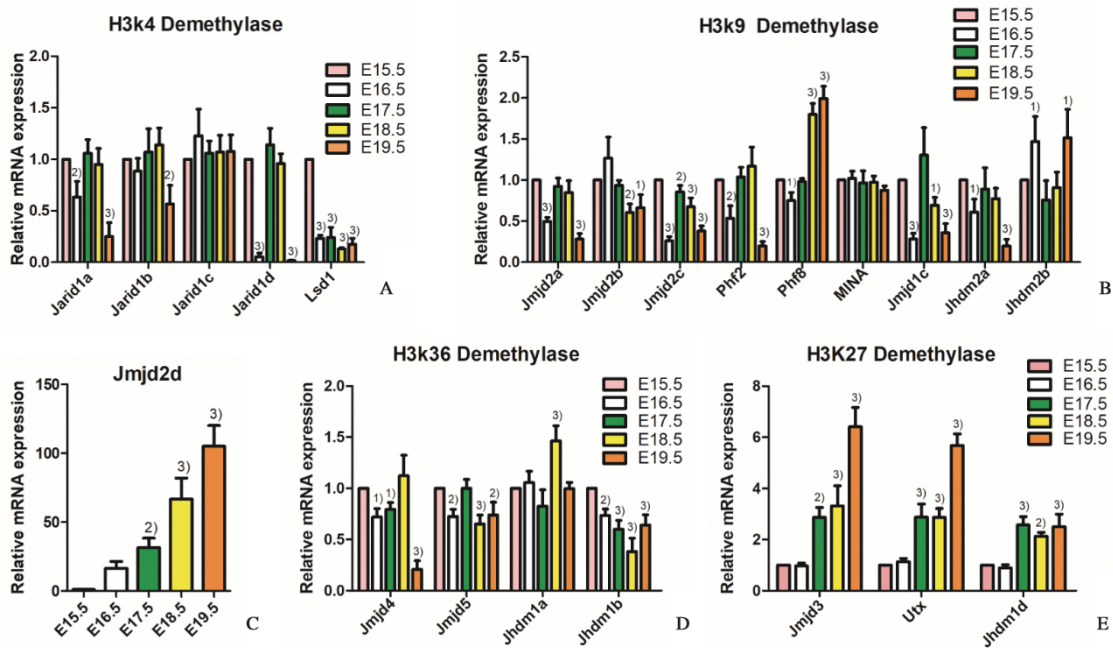 H3k4 Demethylase
Relative mRNA expression
2.0
1.5
1.0
0.5
0.0
E15.5
E16.5
E17.5
E18.5
E19.5
2)
3)
2)
3)
3)
3)
3)
3)
3)
Jarid1a
Jarid1b
Jarid1c
Jarid1d
Lsd1
A
H3k9 Demethylase
Relative mRNA expression
2.5
2.0
1.5
1.0
0.5
0.0
E15.5
E16.5
E17.5
E18.5
E19.5
3)
3)
2)
1)
3)
2)
3)
3)
2)
3)
1)
3)
3)
3)
1)
3)
1)
3)
1)
1)
Jmjd2a
Jmjd2b
Jmjd2c
Phf2
Phf8
MINA
Jmjd1c
Jhdm2a
Jhdm2b
B
Jmjd2d
Relative mRNA expression
150
100
50
0
2)
3)
3)
E15.5
E16.5
E17.5
E18.5
E19.5
C
H3k36 Demethylase
Relative mRNA expression
2.0
1.5
1.0
0.5
0.0
E15.5
E16.5
E17.5
E18.5
E19.5
1)
1)
3)
2)
3)
2)
3)
2)
3)
3)
3)
Jmjd4
Jmjd5
Jhdm1a
Jhdm1b
D
H3K27 Demethylase
Relative mRNA expression
8
6
4
2
0
E15.5
E16.5
E17.5
E18.5
E19.5
2)
3)
3)
3)
3)
3)
3)
2)
3)
Jmjd3
Utx
Jhdm1d
E